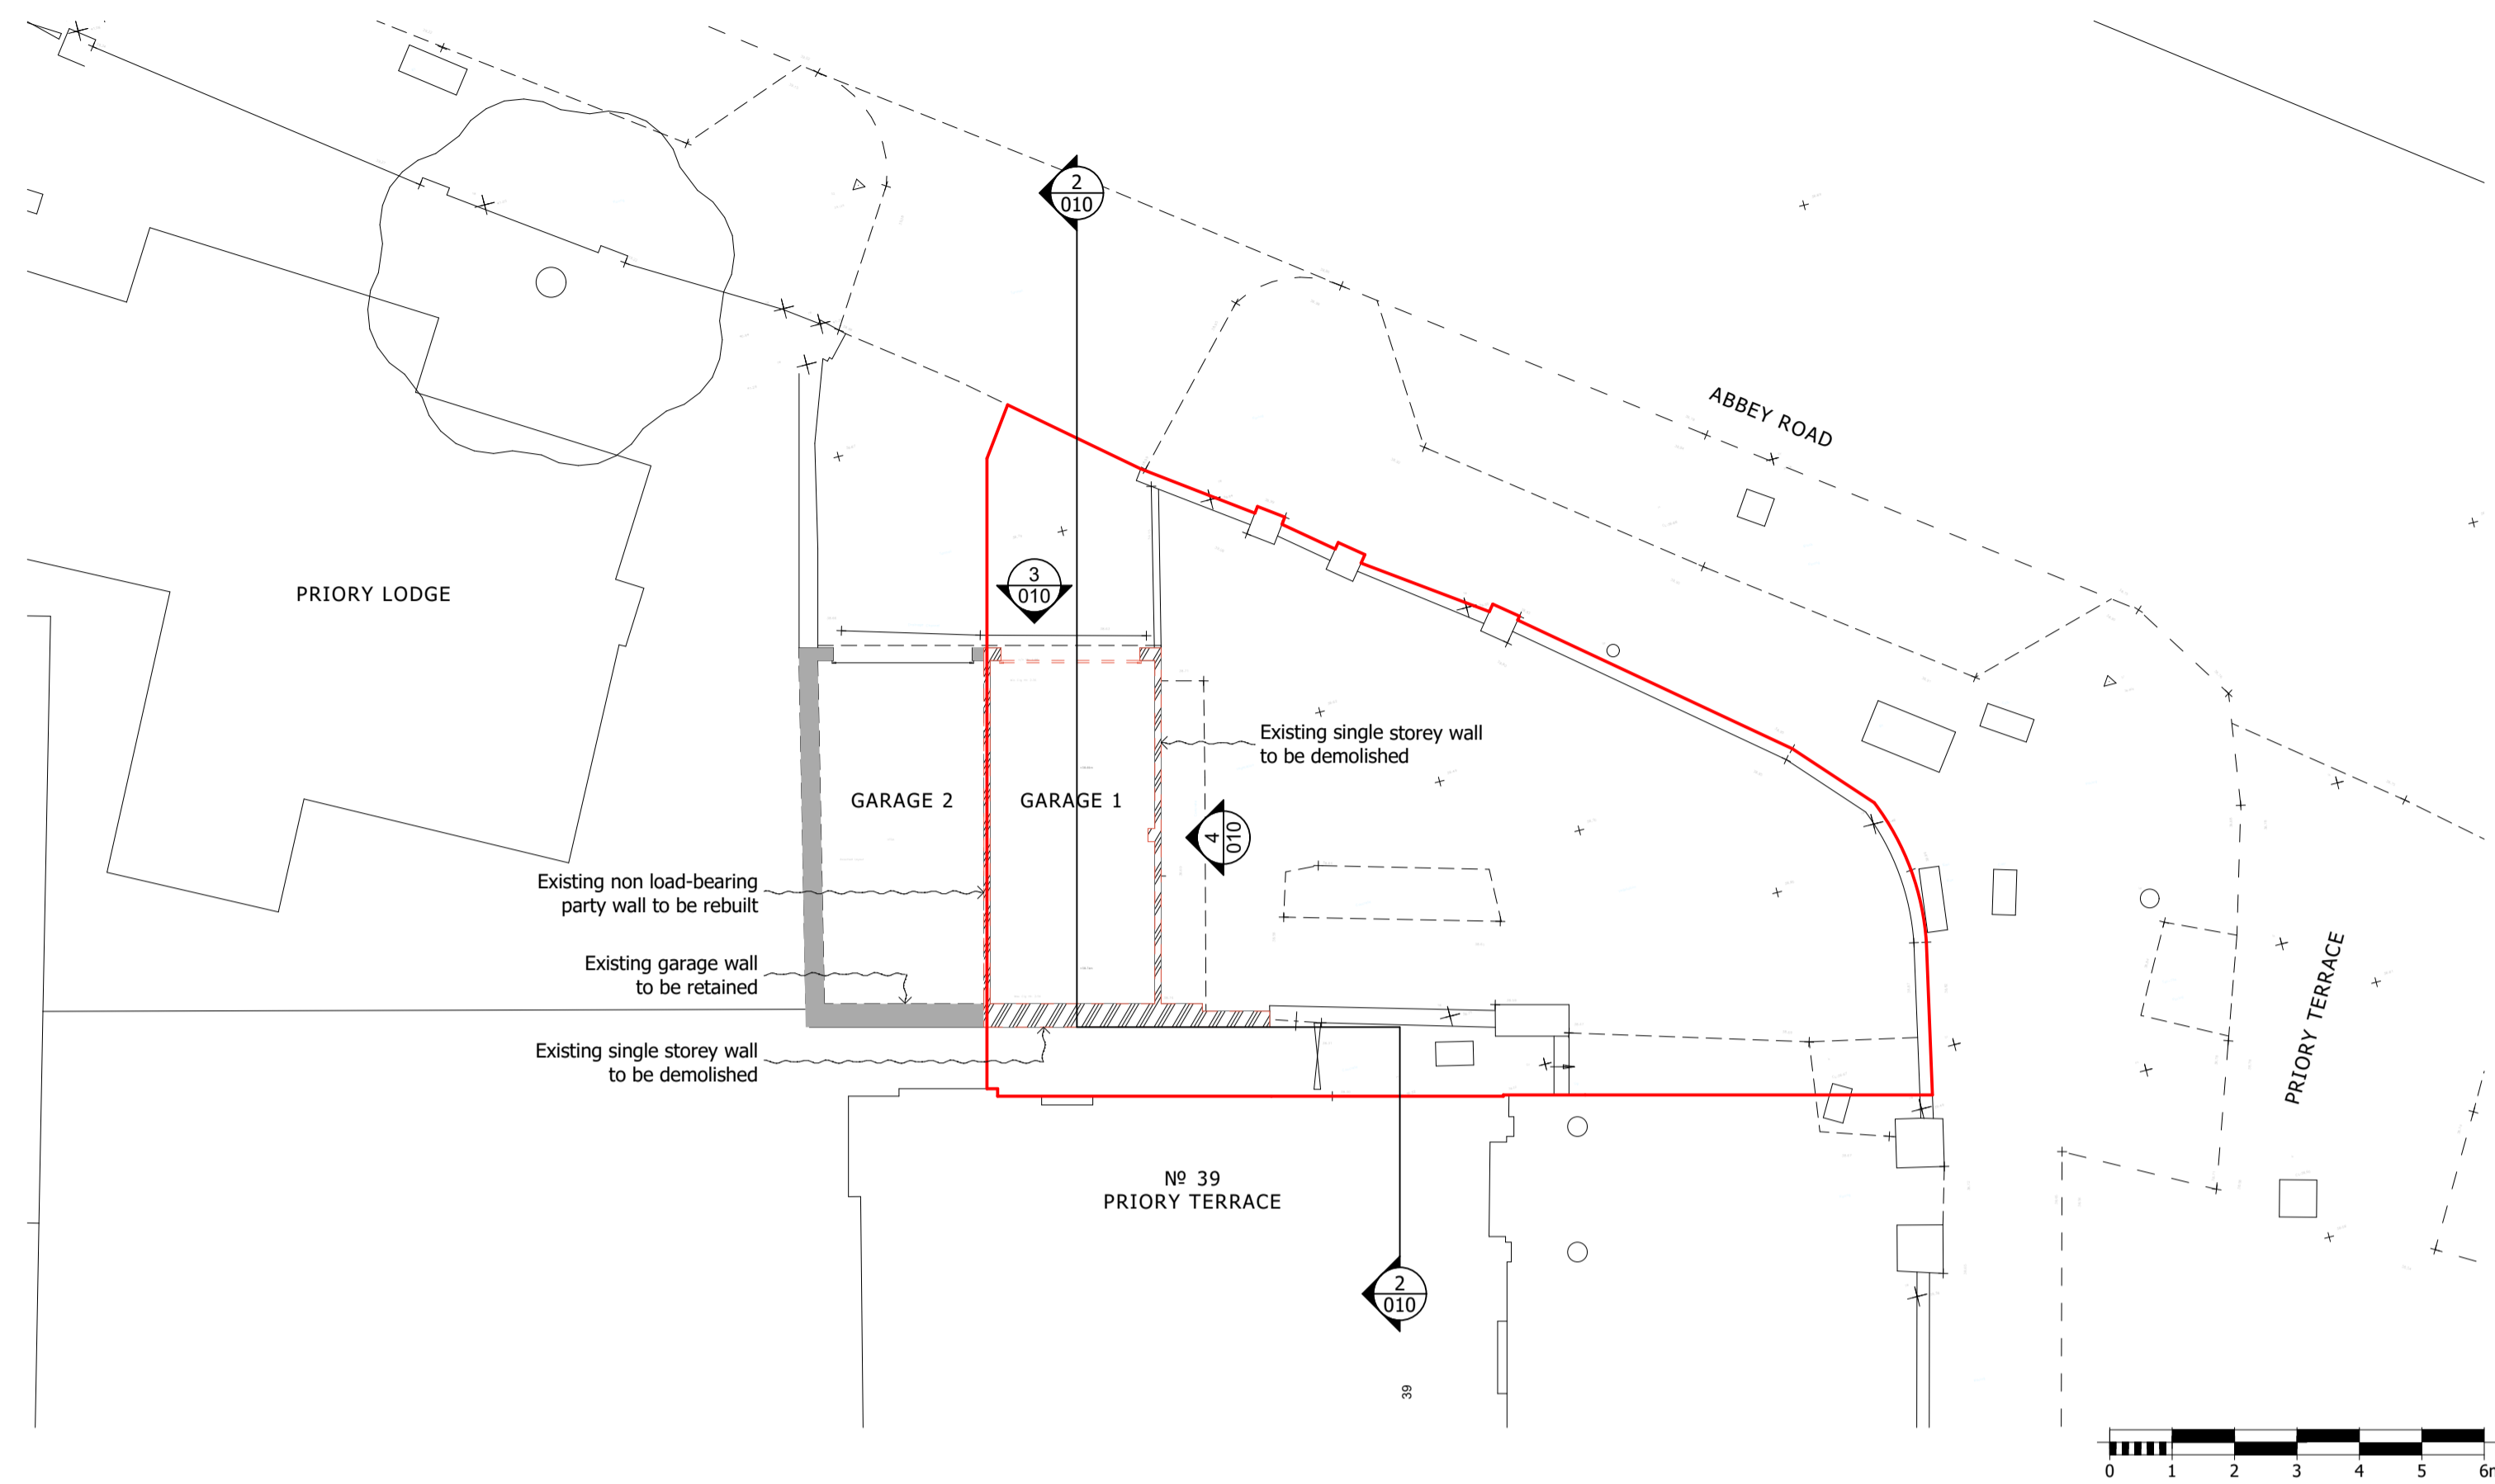 2
010
ABBEY ROAD
3
010
PRIORY LODGE
Existing single storey wall
to be demolished
GARAGE 2
GARAGE 1
4
010
Existing non load-bearing
party wall to be rebuilt
Existing garage wall
to be retained
PRIORY TERRACE
Existing single storey wall
to be demolished
Nº 39
PRIORY TERRACE
2
010
39
0 1 2 3 4 5